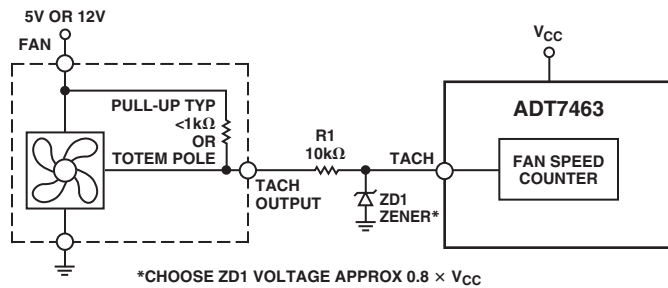 5V OR 12V
FAN
PULL-UP TYP
<1kΩ
OR
TOTEM POLE
TACH
OUTPUT
R1
10kΩ
TACH
ZD1
ZENER*
VCC
ADT7463
FAN SPEED
COUNTER
*CHOOSE ZD1 VOLTAGE APPROX 0.8 × VCC